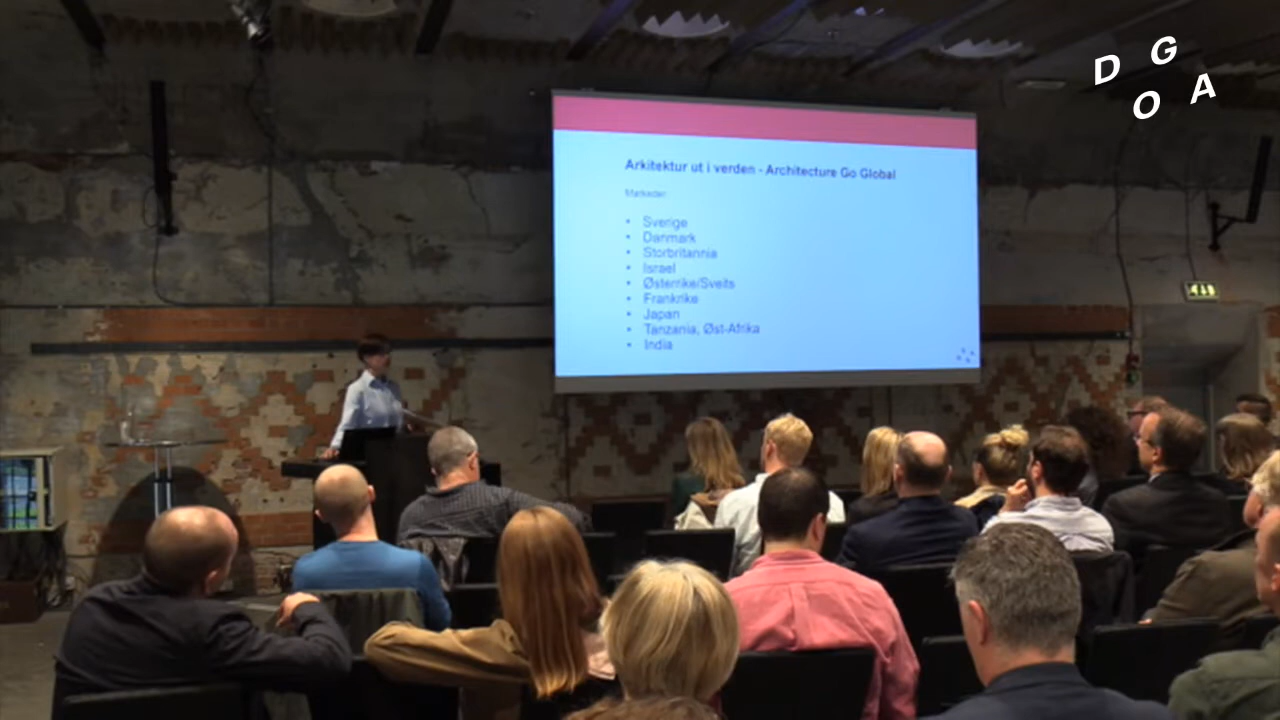 D G
O A
Arkitektur ut i verden - Architecture Go Global
Markeder:
• Sverige
• Danmark
• Storbritannia
• Israel
• Østerrike/Sveits
• Frankrike
• Japan
• Tanzania, Øst-Afrika
• India